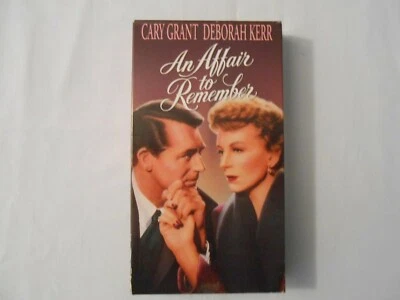 CARY GRANT DEBORAH KERR
An Affair
to
Remember